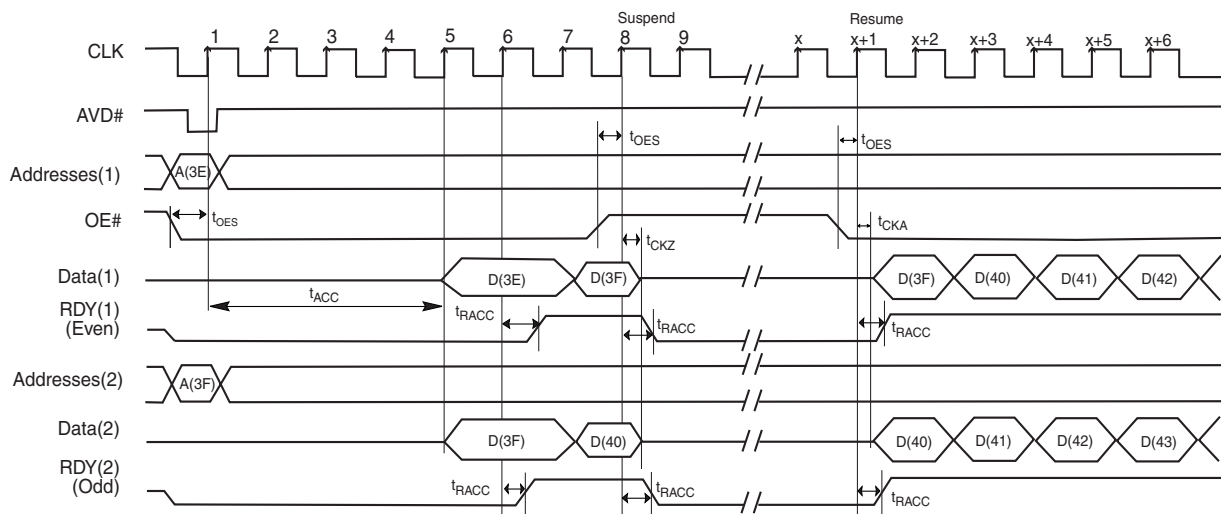 Suspend Resume
CLK 1 2 3 4 5 6 7 8 9 x x+1 x+2 x+3 x+4 x+5 x+6
AVD#
tOES tOES
Addresses(1) A(3E)
OE# tOES tCKZ tCKA
Data(1) D(3E) D(3F) D(3F) D(40) D(41) D(42)
tACC
RDY(1) tRACC tRACC tRACC
(Even)
Addresses(2) A(3F)
Data(2) D(3F) D(40) D(40) D(41) D(42) D(43)
RDY(2)
(Odd) tRACC tRACC tRACC